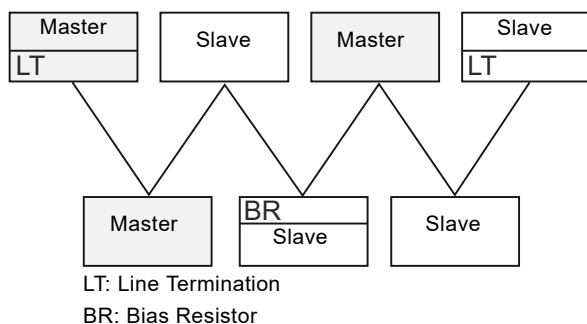 Master
LT
Slave
Master
Slave
LT
Master
BR
Slave
Slave
LT: Line Termination
BR: Bias Resistor